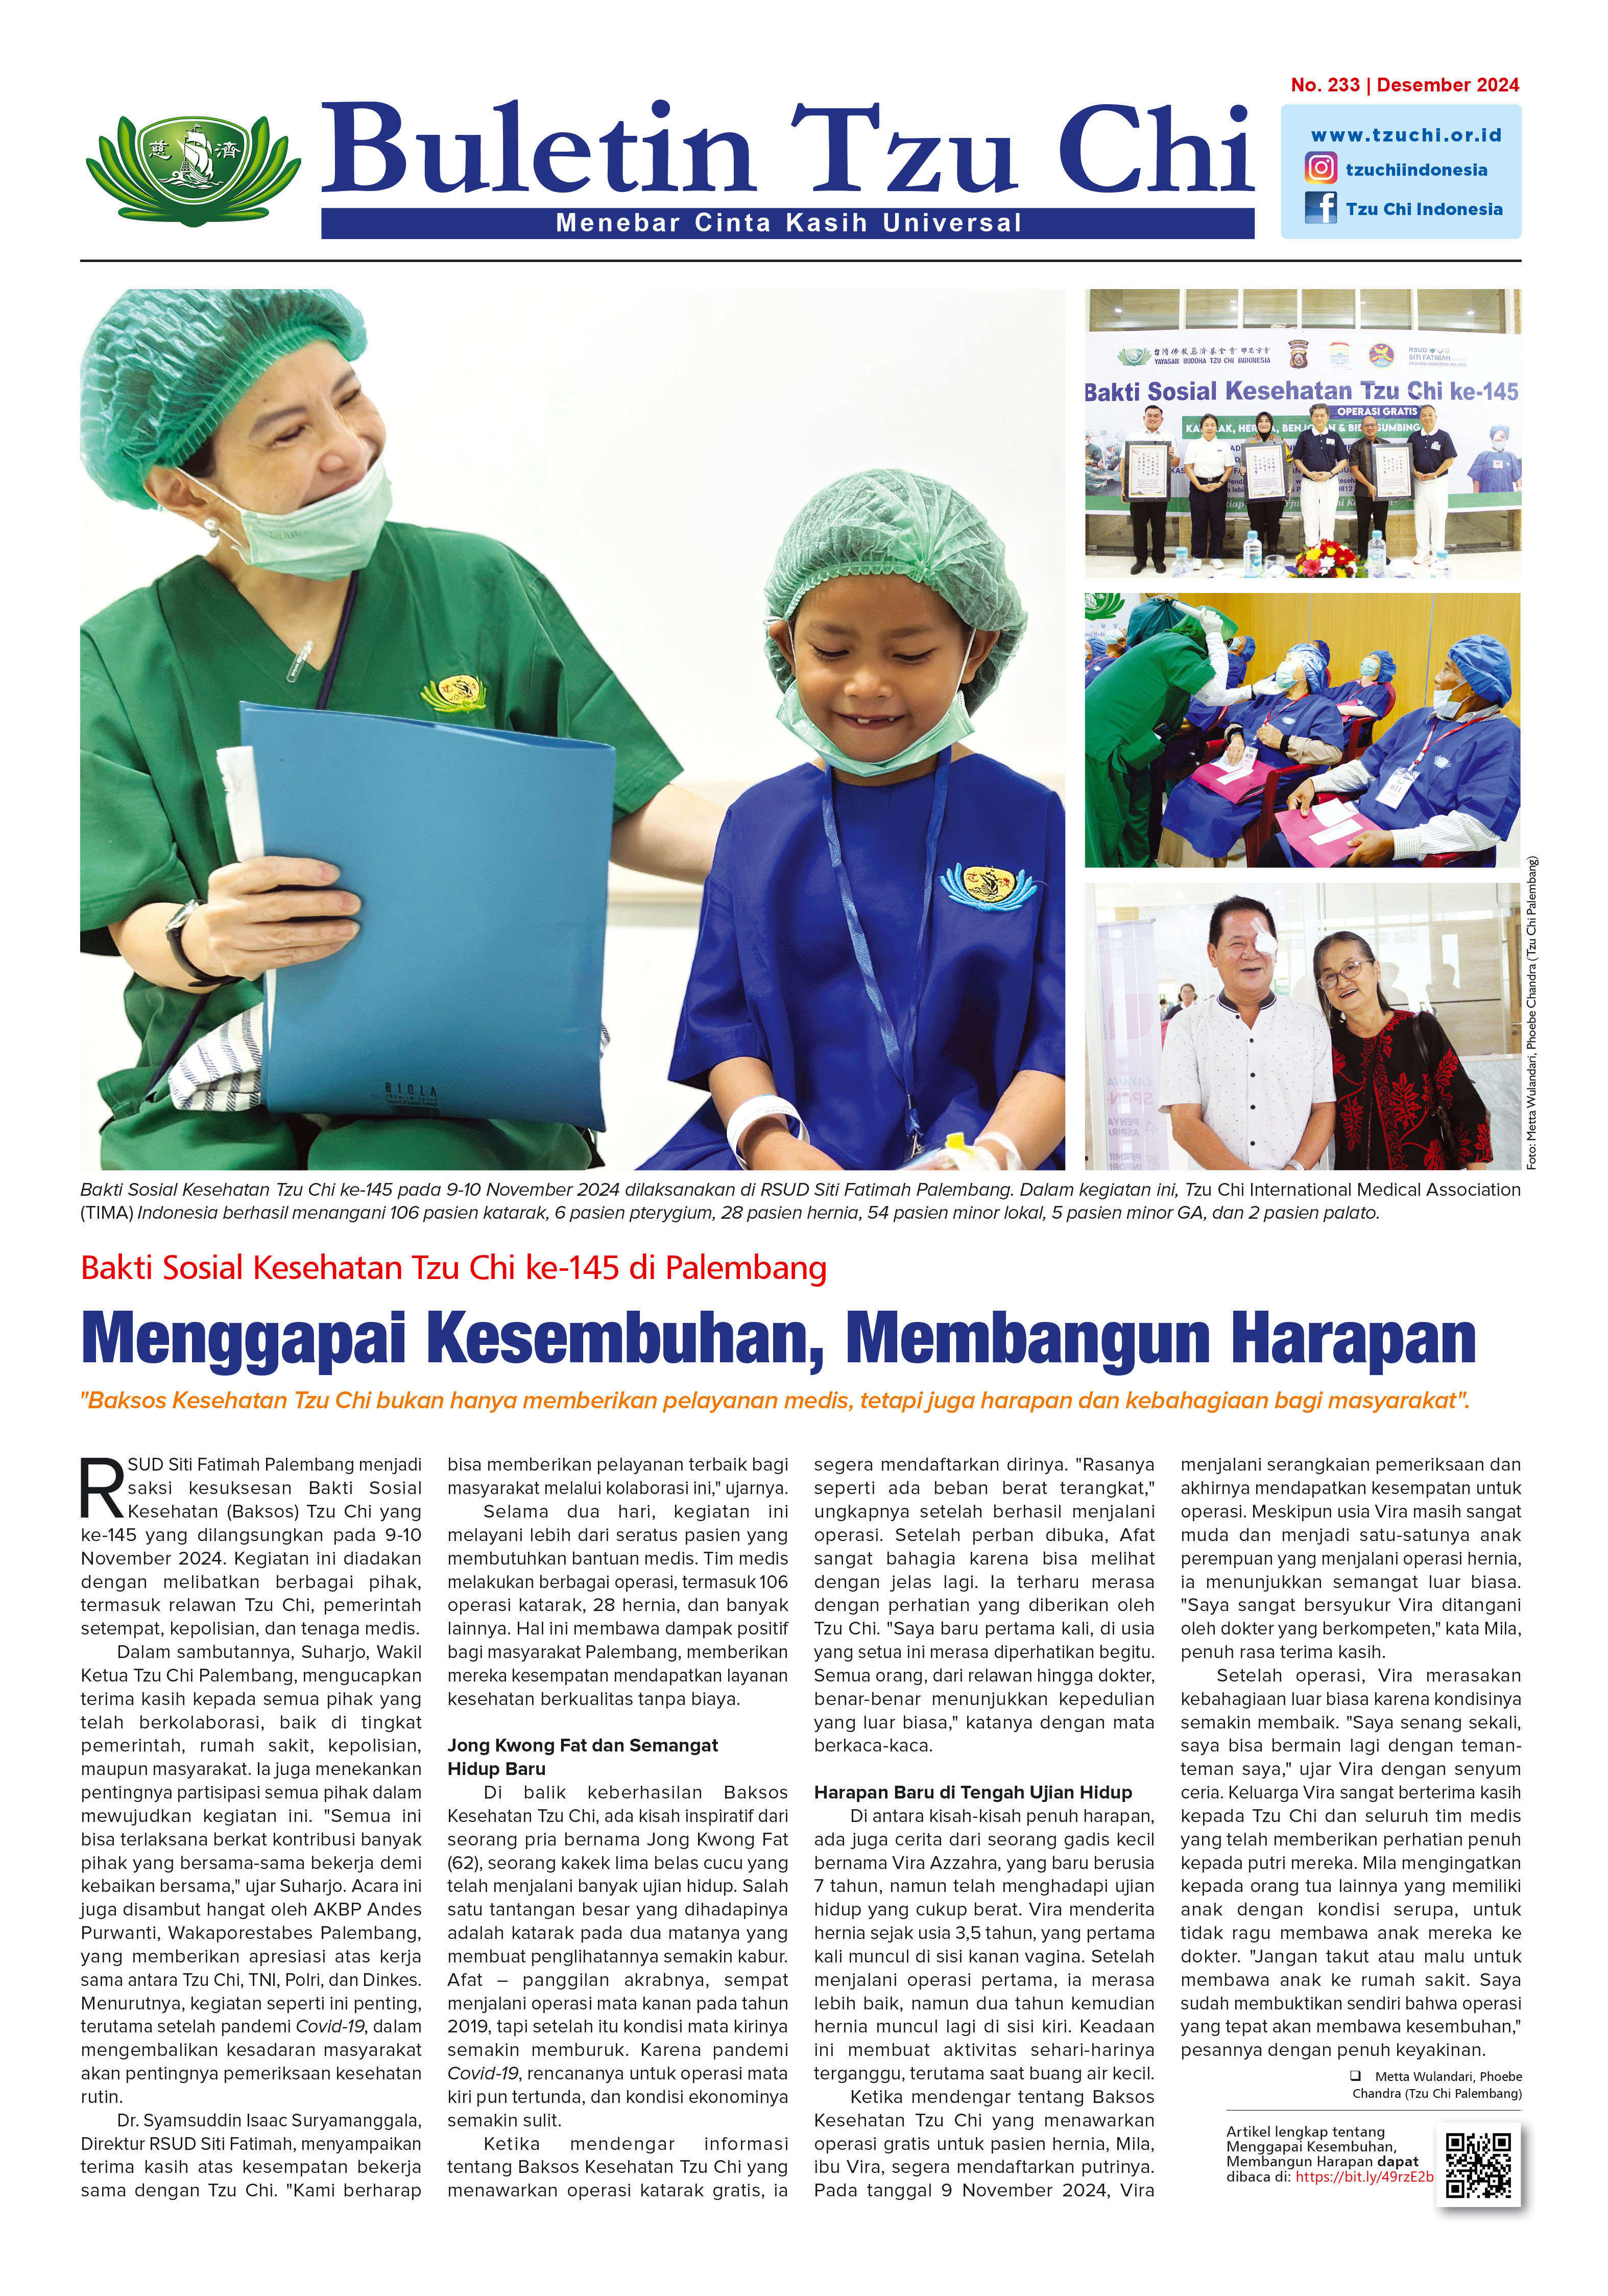 No. 233 | Desember 2024
慈 濟
Buletin Tzu Chi
Menebar Cinta Kasih Universal
www.tzuchi.or.id
tzuchiindonesia
Tzu Chi Indonesia
YAYASAN BUDDHA TZU CHI INDONESIA
RSUD
SITI FATIMAH
Bakti Sosial Kesehatan Tzu Chi ke-145
OPERASI GRATIS
BIOLA
Foto: Metta Wulandari, Phoebe Chandra (Tzu Chi Palembang)
Bakti Sosial Kesehatan Tzu Chi ke-145 pada 9-10 November 2024 dilaksanakan di RSUD Siti Fatimah Palembang. Dalam kegiatan ini, Tzu Chi International Medical Association
(TIMA) Indonesia berhasil menangani 106 pasien katarak, 6 pasien pterygium, 28 pasien hernia, 54 pasien minor lokal, 5 pasien minor GA, dan 2 pasien palato.
Bakti Sosial Kesehatan Tzu Chi ke-145 di Palembang
Menggapai Kesembuhan, Membangun Harapan
"Baksos Kesehatan Tzu Chi bukan hanya memberikan pelayanan medis, tetapi juga harapan dan kebahagiaan bagi masyarakat".
RSUD Siti Fatimah Palembang menjadi
saksi kesuksesan Bakti Sosial
Kesehatan (Baksos) Tzu Chi yang
ke-145 yang dilangsungkan pada 9-10
November 2024. Kegiatan ini diadakan
dengan melibatkan berbagai pihak,
termasuk relawan Tzu Chi, pemerintah
setempat, kepolisian, dan tenaga medis.
Dalam sambutannya, Suharjo, Wakil
Ketua Tzu Chi Palembang, mengucapkan
terima kasih kepada semua pihak yang
telah berkolaborasi, baik di tingkat
pemerintah, rumah sakit, kepolisian,
maupun masyarakat. Ia juga menekankan
pentingnya partisipasi semua pihak dalam
mewujudkan kegiatan ini. "Semua ini
bisa terlaksana berkat kontribusi banyak
pihak yang bersama-sama bekerja demi
kebaikan bersama," ujar Suharjo. Acara ini
juga disambut hangat oleh AKBP Andes
Purwanti, Wakaporestabes Palembang,
yang memberikan apresiasi atas kerja
sama antara Tzu Chi, TNI, Polri, dan Dinkes.
Menurutnya, kegiatan seperti ini penting,
terutama setelah pandemi Covid-19, dalam
mengembalikan kesadaran masyarakat
akan pentingnya pemeriksaan kesehatan
rutin.
Dr. Syamsuddin Isaac Suryamanggala,
Direktur RSUD Siti Fatimah, menyampaikan
terima kasih atas kesempatan bekerja
sama dengan Tzu Chi. "Kami berharap
bisa memberikan pelayanan terbaik bagi
masyarakat melalui kolaborasi ini," ujarnya.
Selama dua hari, kegiatan ini
melayani lebih dari seratus pasien yang
membutuhkan bantuan medis. Tim medis
melakukan berbagai operasi, termasuk 106
operasi katarak, 28 hernia, dan banyak
lainnya. Hal ini membawa dampak positif
bagi masyarakat Palembang, memberikan
mereka kesempatan mendapatkan layanan
kesehatan berkualitas tanpa biaya.
Jong Kwong Fat dan Semangat
Hidup Baru
Di balik keberhasilan Baksos
Kesehatan Tzu Chi, ada kisah inspiratif dari
seorang pria bernama Jong Kwong Fat
(62), seorang kakek lima belas cucu yang
telah menjalani banyak ujian hidup. Salah
satu tantangan besar yang dihadapinya
adalah katarak pada dua matanya yang
membuat penglihatannya semakin kabur.
Afat – panggilan akrabnya, sempat
menjalani operasi mata kanan pada tahun
2019, tapi setelah itu kondisi mata kirinya
semakin memburuk. Karena pandemi
Covid-19, rencananya untuk operasi mata
kiri pun tertunda, dan kondisi ekonominya
semakin sulit.
Ketika mendengar informasi
tentang Baksos Kesehatan Tzu Chi yang
menawarkan operasi katarak gratis, ia
segera mendaftarkan dirinya. "Rasanya
seperti ada beban berat terangkat,"
ungkapnya setelah berhasil menjalani
operasi. Setelah perban dibuka, Afat
sangat bahagia karena bisa melihat
dengan jelas lagi. Ia terharu merasa
dengan perhatian yang diberikan oleh
Tzu Chi. "Saya baru pertama kali, di usia
yang setua ini merasa diperhatikan begitu.
Semua orang, dari relawan hingga dokter,
benar-benar menunjukkan kepedulian
yang luar biasa," katanya dengan mata
berkaca-kaca.
Harapan Baru di Tengah Ujian Hidup
Di antara kisah-kisah penuh harapan,
ada juga cerita dari seorang gadis kecil
bernama Vira Azzahra, yang baru berusia
7 tahun, namun telah menghadapi ujian
hidup yang cukup berat. Vira menderita
hernia sejak usia 3,5 tahun, yang pertama
kali muncul di sisi kanan vagina. Setelah
menjalani operasi pertama, ia merasa
lebih baik, namun dua tahun kemudian
hernia muncul lagi di sisi kiri. Keadaan
ini membuat aktivitas sehari-harinya
terganggu, terutama saat buang air kecil.
Ketika mendengar tentang Baksos
Kesehatan Tzu Chi yang menawarkan
operasi gratis untuk pasien hernia, Mila,
ibu Vira, segera mendaftarkan putrinya.
Pada tanggal 9 November 2024, Vira
menjalani serangkaian pemeriksaan dan
akhirnya mendapatkan kesempatan untuk
operasi. Meskipun usia Vira masih sangat
muda dan menjadi satu-satunya anak
perempuan yang menjalani operasi hernia,
ia menunjukkan semangat luar biasa.
"Saya sangat bersyukur Vira ditangani
oleh dokter yang berkompeten," kata Mila,
penuh rasa terima kasih.
Setelah operasi, Vira merasakan
kebahagiaan luar biasa karena kondisinya
semakin membaik. "Saya senang sekali,
saya bisa bermain lagi dengan teman-
teman saya," ujar Vira dengan senyum
ceria. Keluarga Vira sangat berterima kasih
kepada Tzu Chi dan seluruh tim medis
yang telah memberikan perhatian penuh
kepada putri mereka. Mila mengingatkan
kepada orang tua lainnya yang memiliki
anak dengan kondisi serupa, untuk
tidak ragu membawa anak mereka ke
dokter. "Jangan takut atau malu untuk
membawa anak ke rumah sakit. Saya
sudah membuktikan sendiri bahwa operasi
yang tepat akan membawa kesembuhan,"
pesannya dengan penuh keyakinan.
❑ Metta Wulandari, Phoebe
Chandra (Tzu Chi Palembang)
Artikel lengkap tentang
Menggapai Kesembuhan,
Membangun Harapan dapat
dibaca di: https://bit.ly/49rzE2b